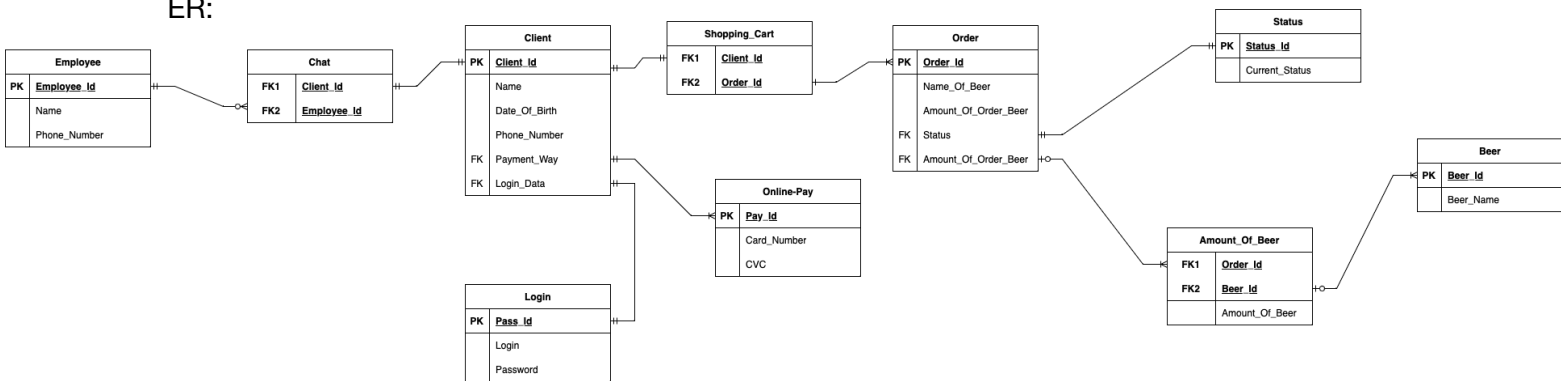 ER:
Employee
PK Employee_Id
Name
Phone_Number
Chat
FK1 Client_Id
FK2 Employee_Id
Client
PK Client_Id
Name
Date_Of_Birth
Phone_Number
FK Payment_Way
FK Login_Data
Shopping_Cart
FK1 Client_Id
FK2 Order_Id
Order
PK Order_Id
Name_Of_Beer
Amount_Of_Order_Beer
FK Status
FK Amount_Of_Order_Beer
Status
PK Status_Id
Current_Status
Beer
PK Beer_Id
Beer_Name
Online-Pay
PK Pay_Id
Card_Number
CVC
Amount_Of_Beer
FK1 Order_Id
FK2 Beer_Id
Amount_Of_Beer
Login
PK Pass_Id
Login
Password